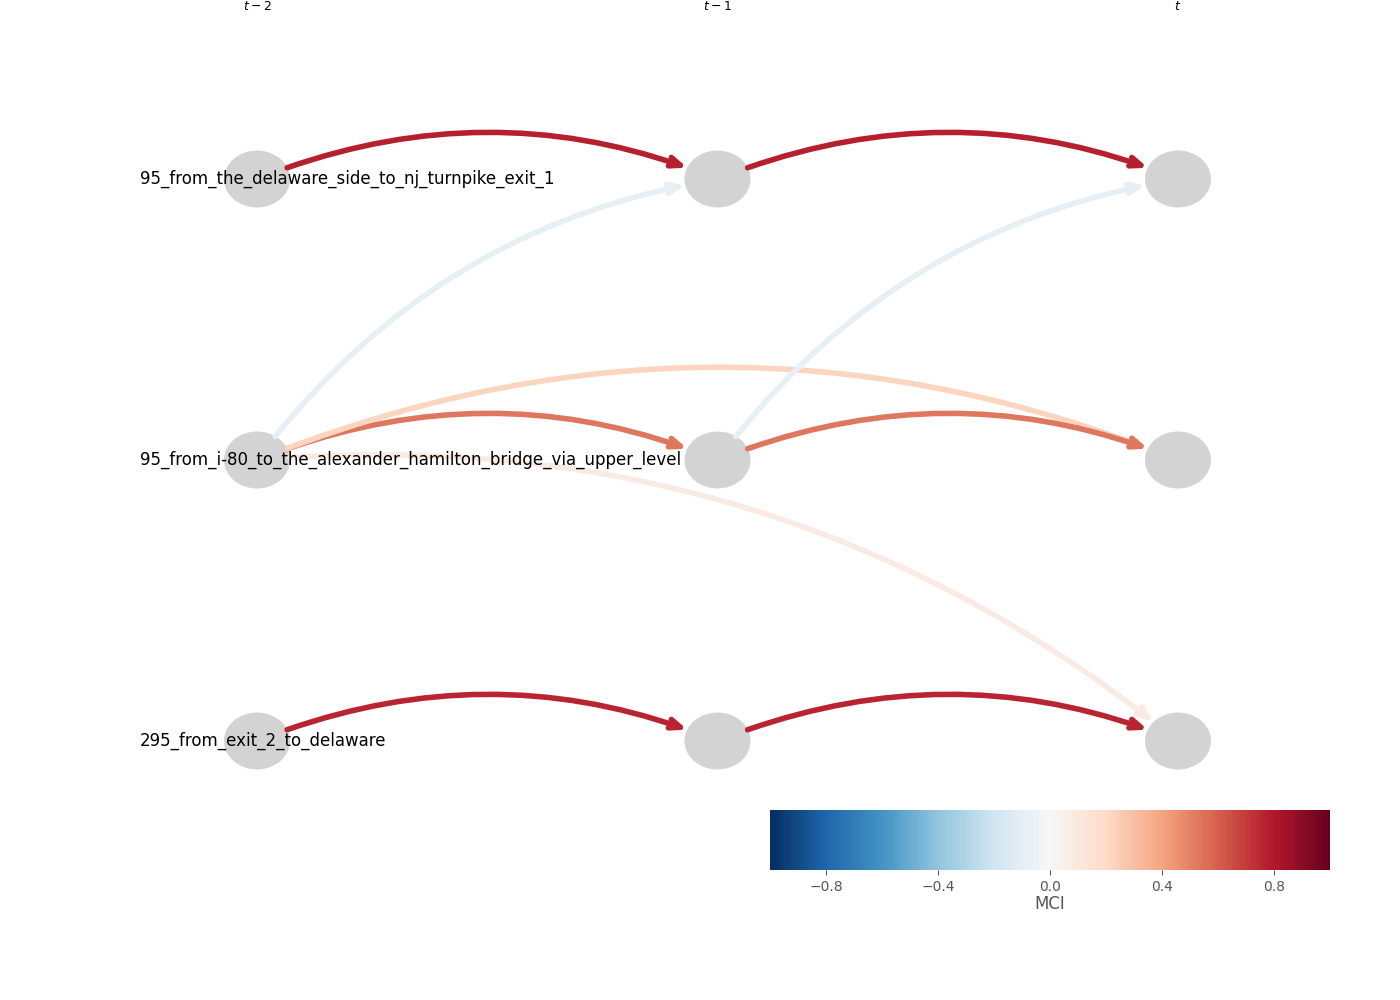 t − 2 t − 1 t
95_from_the_delaware_side_to_nj_turnpike_exit_1
95_from_i-80_to_the_alexander_hamilton_bridge_via_upper_level
295_from_exit_2_to_delaware
−0.8 −0.4 0.0 0.4 0.8
MCI